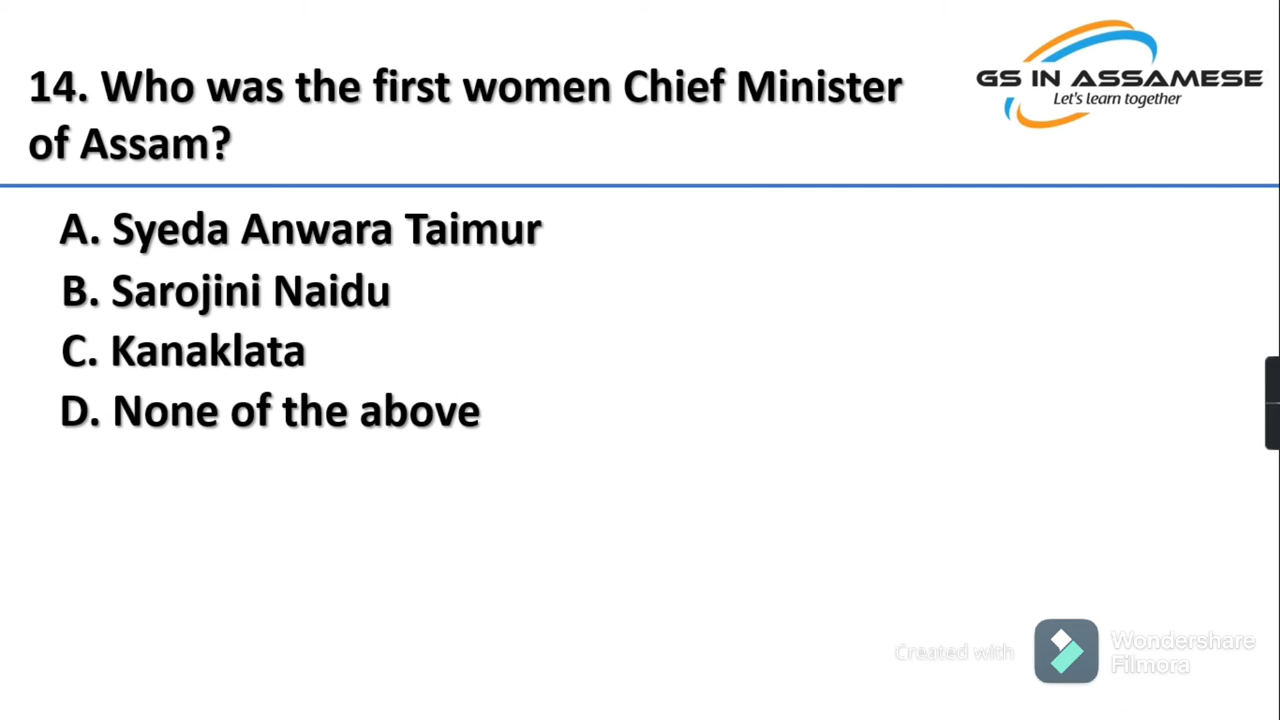 14. Who was the first women Chief Minister
of Assam?
GS IN ASSAMESE
Let's learn together
A. Syeda Anwara Taimur
B. Sarojini Naidu
C. Kanaklata
D. None of the above
Created with
Wondershare
Filmora